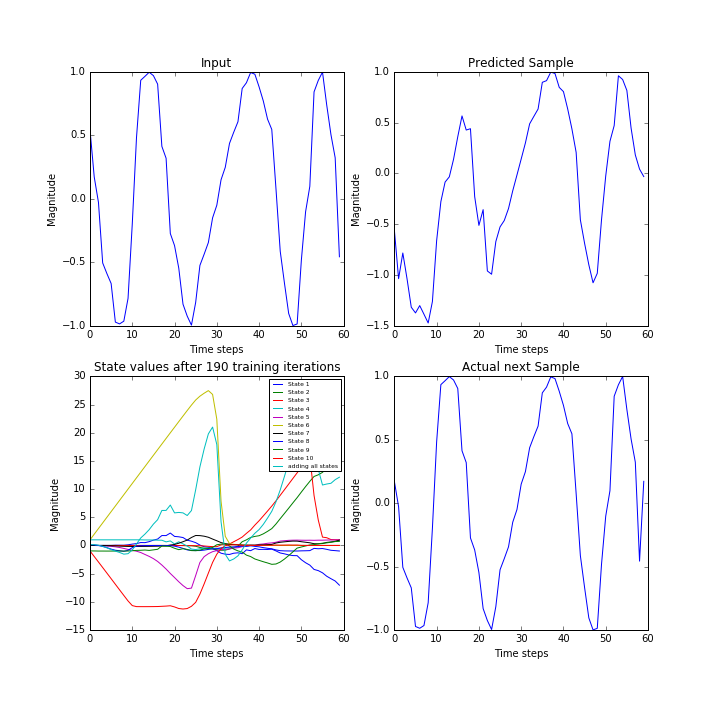 Input
1.0
0.5
0.0
−0.5
−1.0
Magnitude
0 10 20 30 40 50 60
Time steps
Predicted Sample
1.0
0.5
0.0
−0.5
−1.0
−1.5
Magnitude
0 10 20 30 40 50 60
Time steps
State values after 190 training iterations
30
25
20
15
10
5
0
−5
−10
−15
Magnitude
State 1
State 2
State 3
State 4
State 5
State 6
State 7
State 8
State 9
State 10
adding all states
0 10 20 30 40 50 60
Time steps
Actual next Sample
1.0
0.5
0.0
−0.5
−1.0
Magnitude
0 10 20 30 40 50 60
Time steps